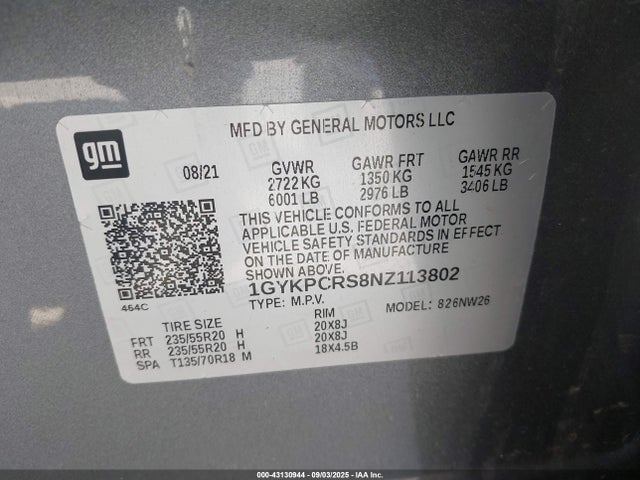 gm
MFD BY GENERAL MOTORS LLC
08/21 GVWR GAWR FRT GAWR RR
2722 KG 1350 KG 1545 KG
6001 LB 2976 LB 3406 LB
THIS VEHICLE CONFORMS TO ALL
APPLICABLE U.S. FEDERAL MOTOR
VEHICLE SAFETY STANDARDS IN EFFECT
ON THE DATE OF MANUFACTURE
SHOWN ABOVE.
464C
1GYKPCRS8NZ113802
TYPE: M.P.V. MODEL: 826NW26
TIRE SIZE RIM
FRT 235/55R20 H 20X8J
RR 235/55R20 H 20X8J
SPA T135/70R18 M 18X4.5B
000-43130944 - 09/03/2025 - IAA Inc.